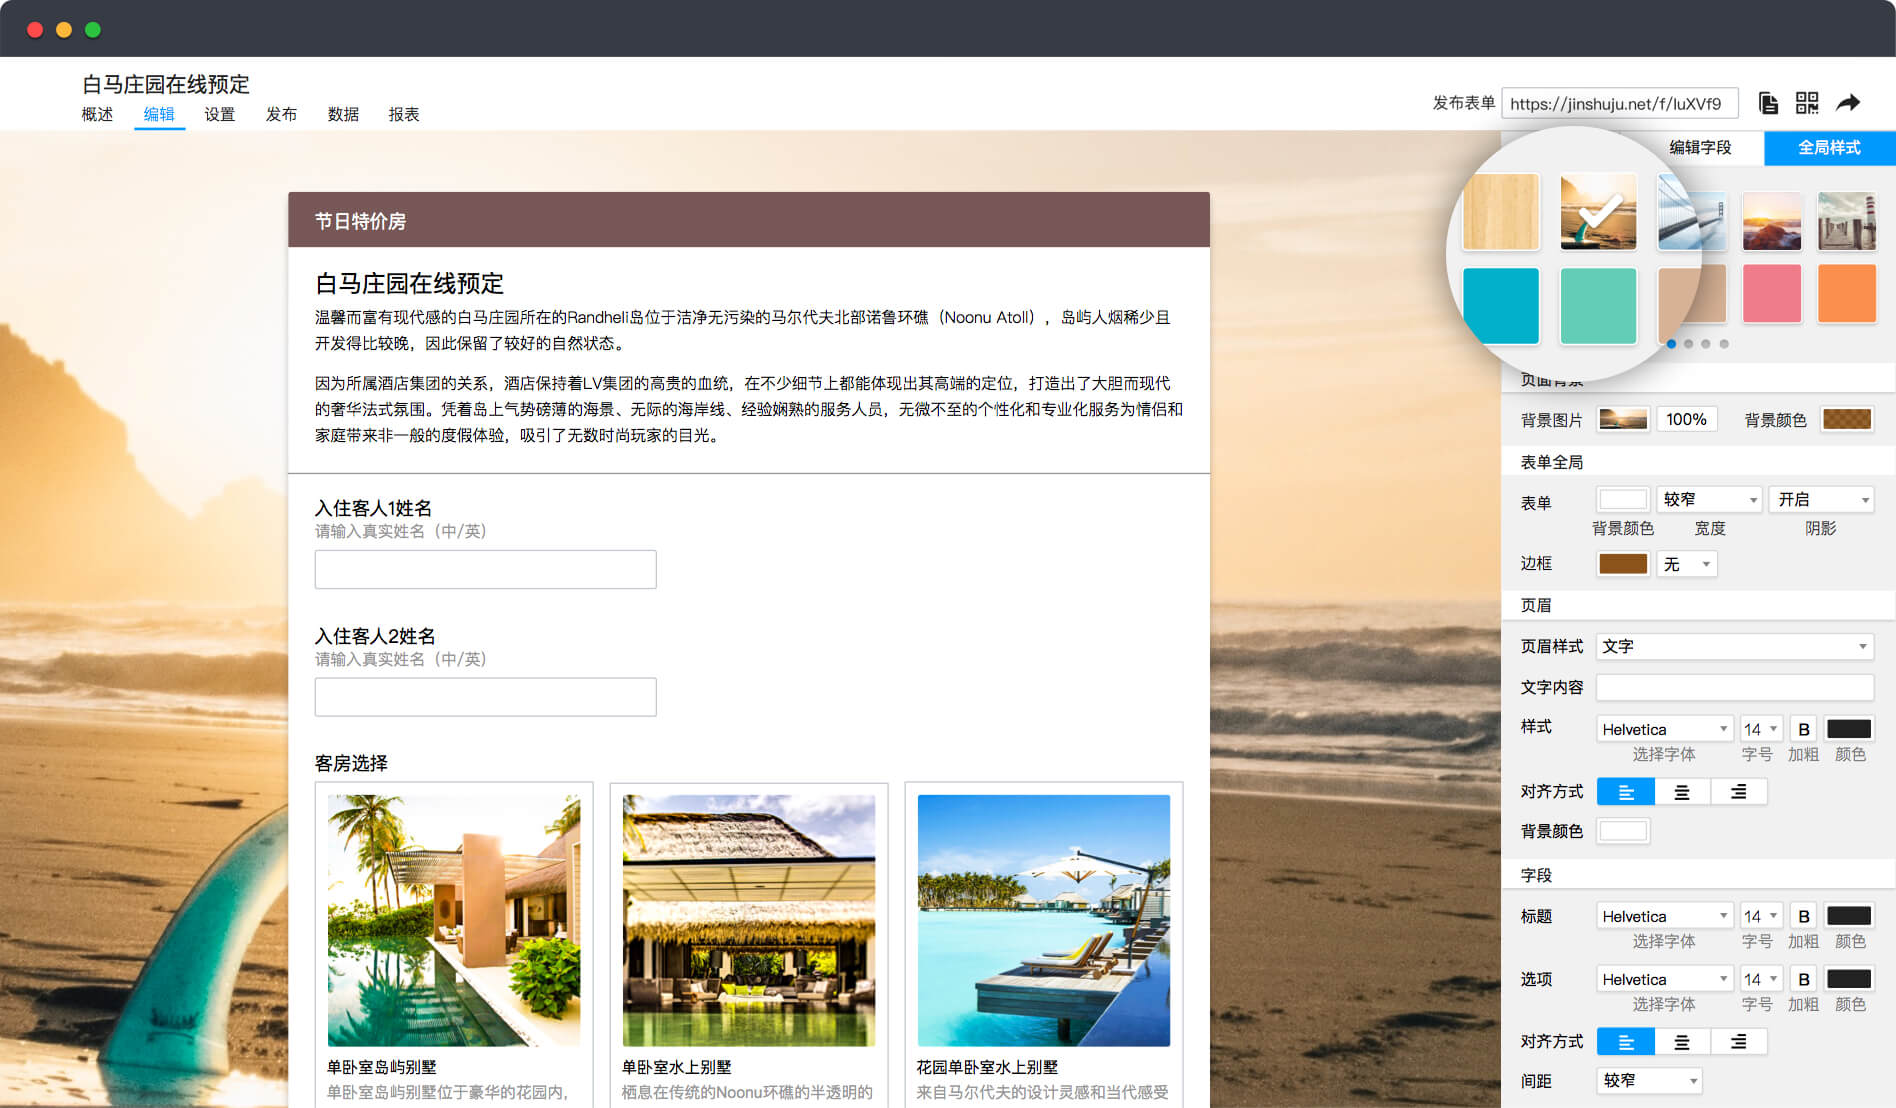 白马庄园在线预定
概述 编辑 设置 发布 数据 报表
发布表单 https://jinshuju.net/f/luXVf9
编辑字段 全局样式
节日特价房
白马庄园在线预定
温馨而富有现代感的白马庄园所在的Randheli岛位于洁净无污染的马尔代夫北部诺鲁环礁（Noonu Atoll），岛屿人烟稀少且
开发得比较晚，因此保留了较好的自然状态。
因为所属酒店集团的关系，酒店保持着LV集团的高贵的血统，在不少细节上都能体现出其高端的定位，打造出了大胆而现代
的奢华法式氛围。凭着岛上气势磅薄的海景、无际的海岸线、经验娴熟的服务人员，无微不至的个性化和专业化服务为情侣和
家庭带来非一般的度假体验，吸引了无数时尚玩家的目光。
入住客人1姓名
请输入真实姓名（中/英）
入住客人2姓名
请输入真实姓名（中/英）
客房选择
单卧室岛屿别墅
单卧室岛屿别墅位于豪华的花园内，
单卧室水上别墅
栖息在传统的Noonu环礁的半透明的
花园单卧室水上别墅
来自马尔代夫的设计灵感和当代感受
页面背景
背景图片 100% 背景颜色
表单全局
表单 较窄 开启
背景颜色 宽度 阴影
边框 无
页眉
页眉样式 文字
文字内容
样式 Helvetica 14 B
选择字体 字号 加粗 颜色
对齐方式
背景颜色
字段
标题 Helvetica 14 B
选择字体 字号 加粗 颜色
选项 Helvetica 14 B
选择字体 字号 加粗 颜色
对齐方式
间距 较窄